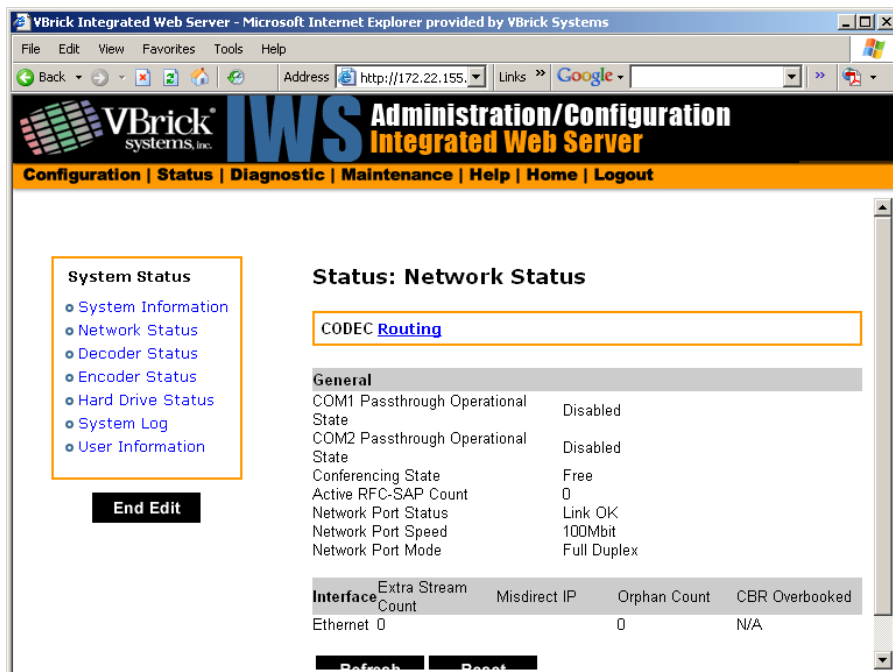 VBrick Integrated Web Server - Microsoft Internet Explorer provided by VBrick Systems
File Edit View Favorites Tools Help
Back Address http://172.22.155. Links » Google »
VBrick systems, inc. IWS Administration/Configuration
Integrated Web Server
Configuration | Status | Diagnostic | Maintenance | Help | Home | Logout
System Status
System Information
Network Status
Decoder Status
Encoder Status
Hard Drive Status
System Log
User Information
End Edit
Status: Network Status
CODEC Routing
General
COM1 Passthrough Operational State Disabled
COM2 Passthrough Operational State Disabled
Conferencing State Free
Active RFC-SAP Count 0
Network Port Status Link OK
Network Port Speed 100Mbit
Network Port Mode Full Duplex
Interface Extra Stream Count Misdirect IP Orphan Count CBR Overbooked
Ethernet 0 0 N/A
Refresh Reset